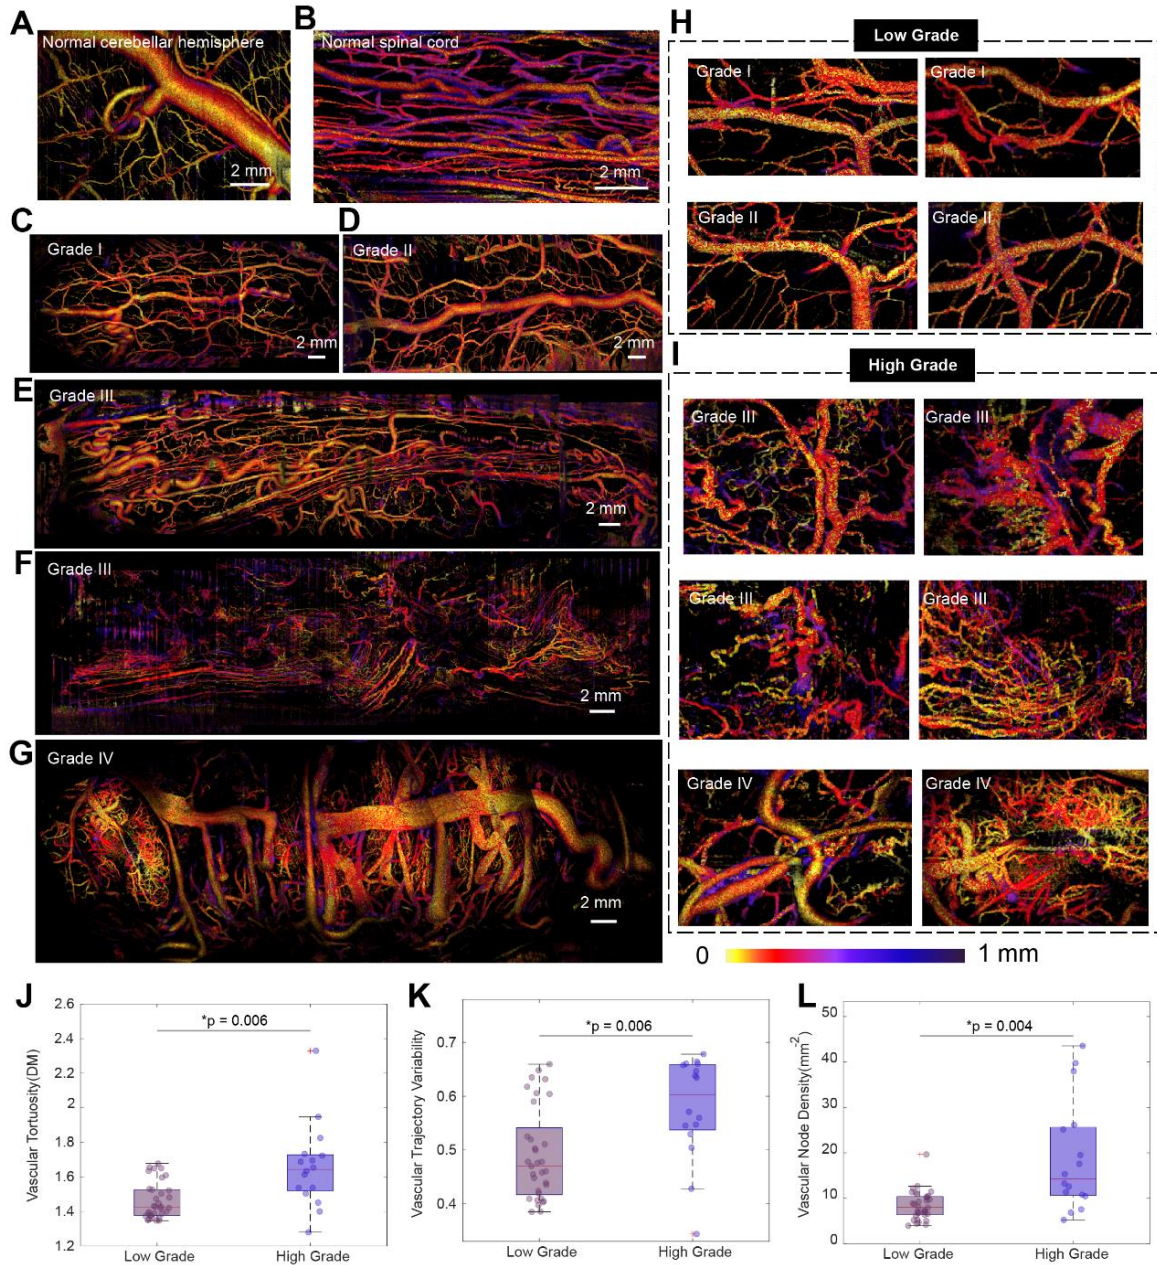 A
Normal cerebellar hemisphere
2 mm
B
Normal spinal cord
2 mm
C
Grade I
2 mm
D
Grade II
2 mm
E
Grade III
2 mm
F
Grade III
2 mm
G
Grade IV
2 mm
H
Low Grade
Grade I
Grade I
Grade II
Grade II
I
High Grade
Grade III
Grade III
Grade III
Grade III
Grade IV
Grade IV
0
1 mm
J
Vascular Tortuosity(DM)
2.6
2.4
2.2
2
1.8
1.6
1.4
1.2
*p = 0.006
Low Grade
High Grade
K
Vascular Trajectory Variability
0.7
0.6
0.5
0.4
*p = 0.006
Low Grade
High Grade
L
Vascular Node Density(mm⁻²)
50
40
30
20
10
0
*p = 0.004
Low Grade
High Grade